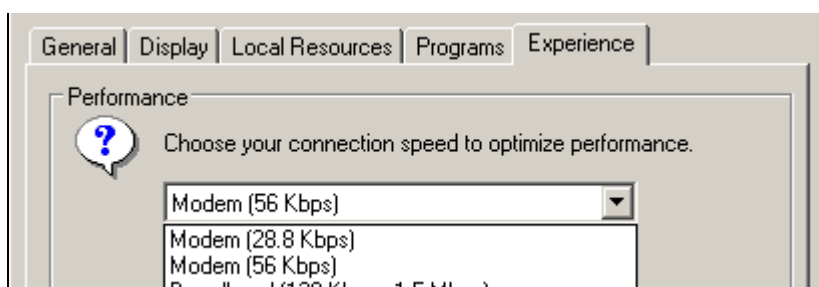 General Display Local Resources Programs Experience
Performance
? Choose your connection speed to optimize performance.
Modem (56 Kbps)
Modem (28.8 Kbps)
Modem (56 Kbps)